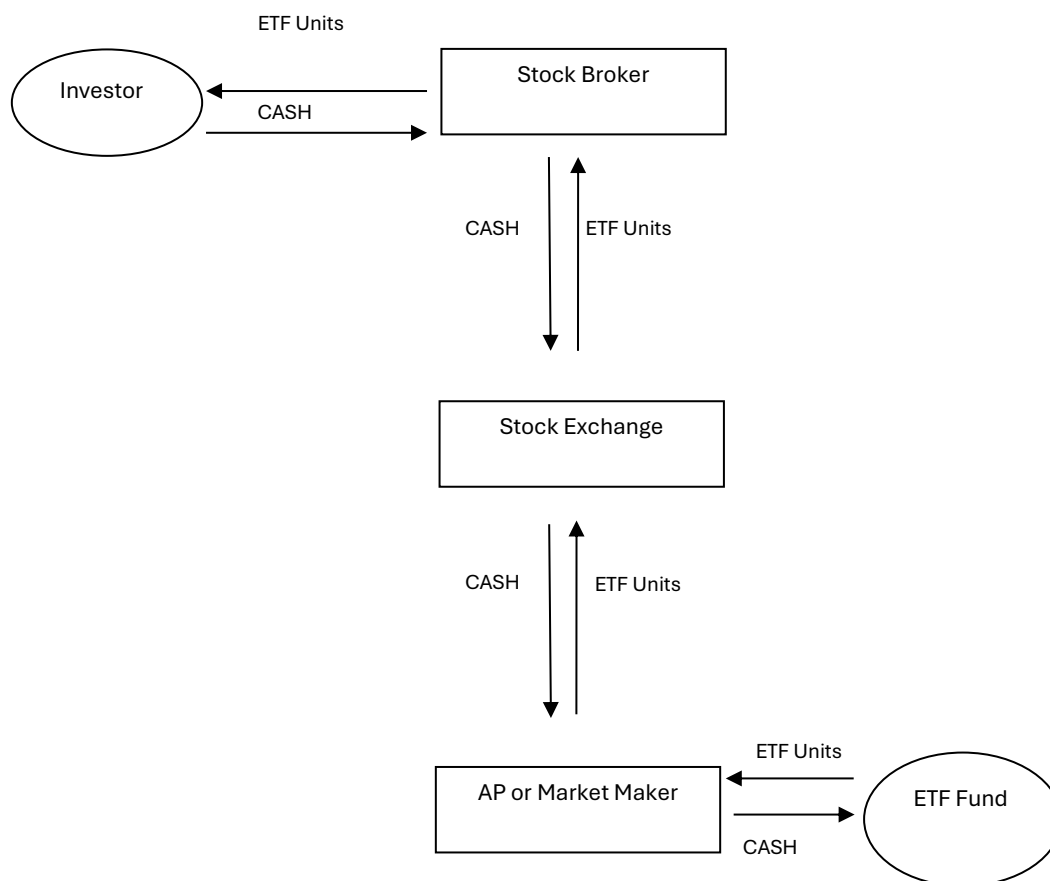 ETF Units
Stock Broker
Investor
CASH
CASH
ETF Units
Stock Exchange
CASH
ETF Units
ETF Units
AP or Market Maker
ETF Fund
CASH